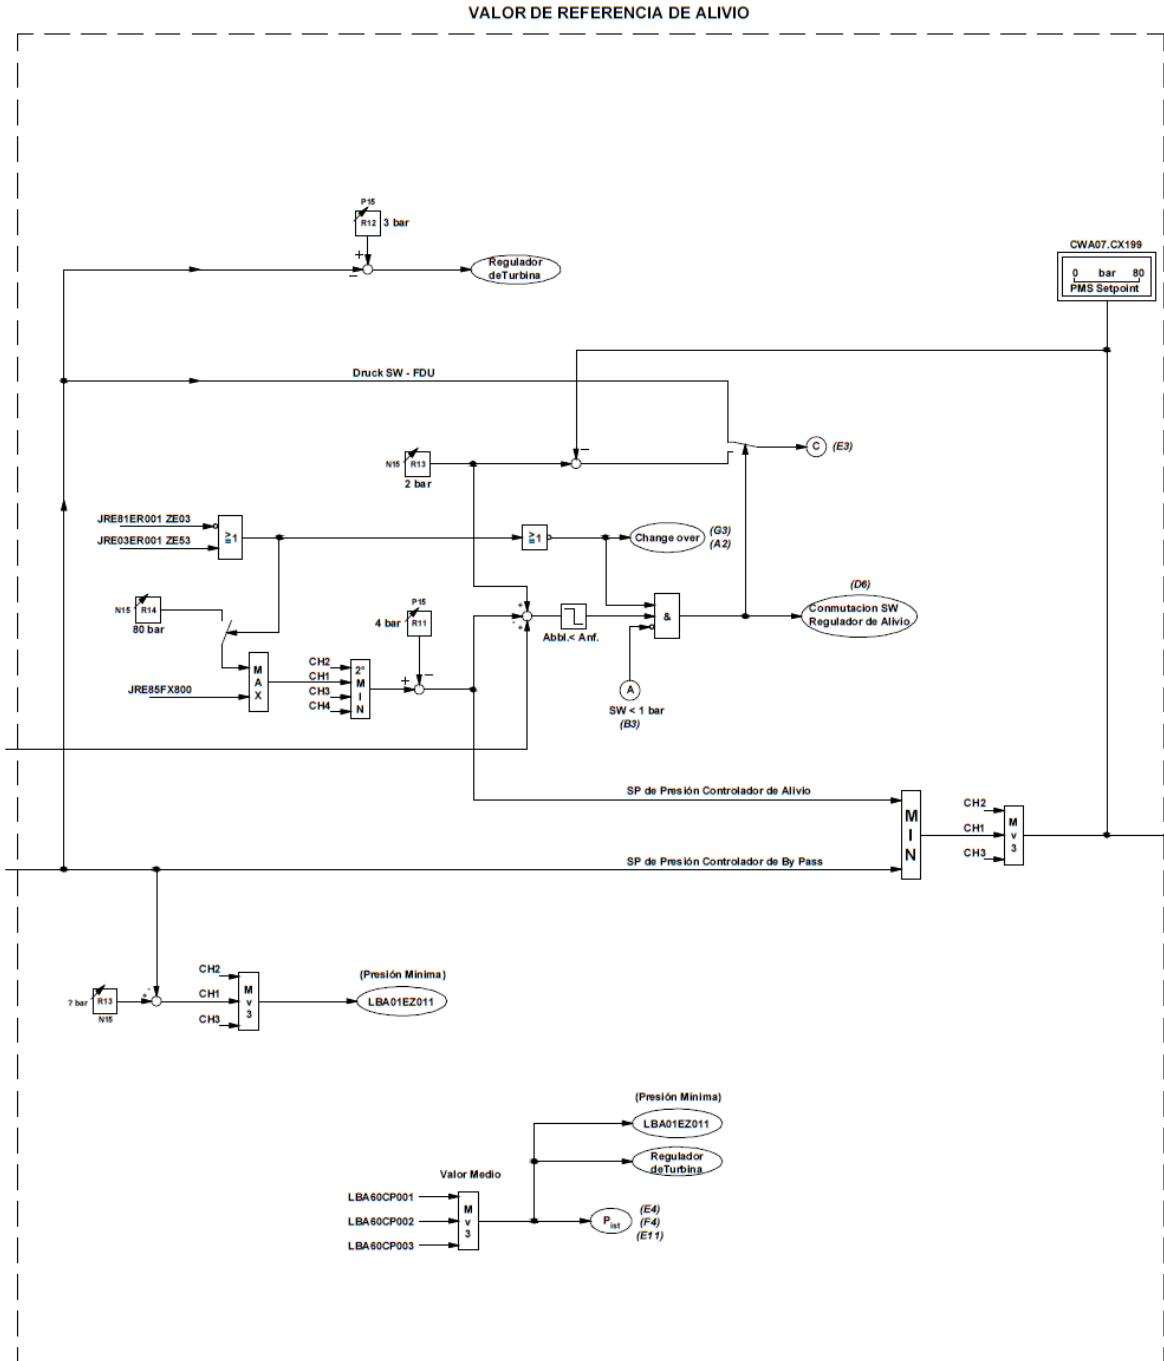 VALOR DE REFERENCIA DE ALIVIO
P15
R12 3 bar
+
−
Regulador
deTurbina
CWA07.CX199
0 bar 80
PMS Setpoint
Druck SW - FDU
−
C (E3)
N15 R13
2 bar
JRE81ER001 ZE03
JRE03ER001 ZE53
≧1
≧1
Change over
(G3)
(A2)
N15 R14
80 bar
P15
4 bar R11
+
-
+
Abbl.< Anf.
&
(D6)
Conmutacion SW
Regulador de Alivio
M
A
X
JRE85FX800
CH2
CH1
CH3
CH4
2°
M
I
N
+
−
A
SW < 1 bar
(B3)
SP de Presión Controlador de Alivio
M
I
N
CH2
CH1
CH3
M
v
3
SP de Presión Controlador de By Pass
? bar R13
N15
-
+
CH2
CH1
CH3
M
v
3
(Presión Mínima)
LBA01EZ011
(Presión Mínima)
LBA01EZ011
Regulador
deTurbina
Valor Medio
LBA60CP001
LBA60CP002
LBA60CP003
M
v
3
Pist
(E4)
(F4)
(E11)